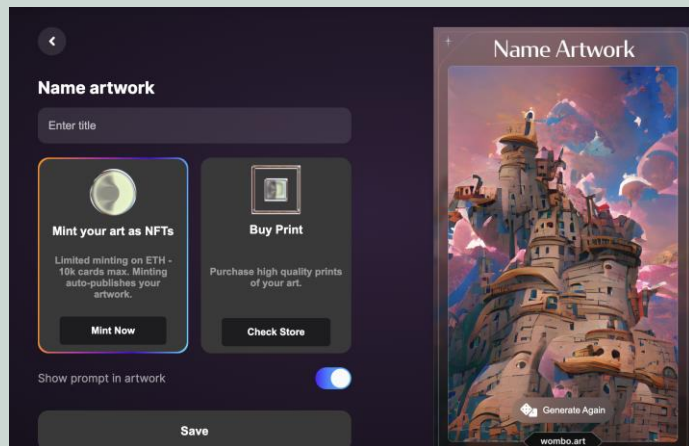 Name artwork
Enter title
Mint your art as NFTs
Limited minting on ETH -
10k cards max. Minting
auto-publishes your
artwork.
Mint Now
Buy Print
Purchase high quality prints
of your art.
Check Store
Show prompt in artwork
Save
Name Artwork
Generate Again
wombo.art